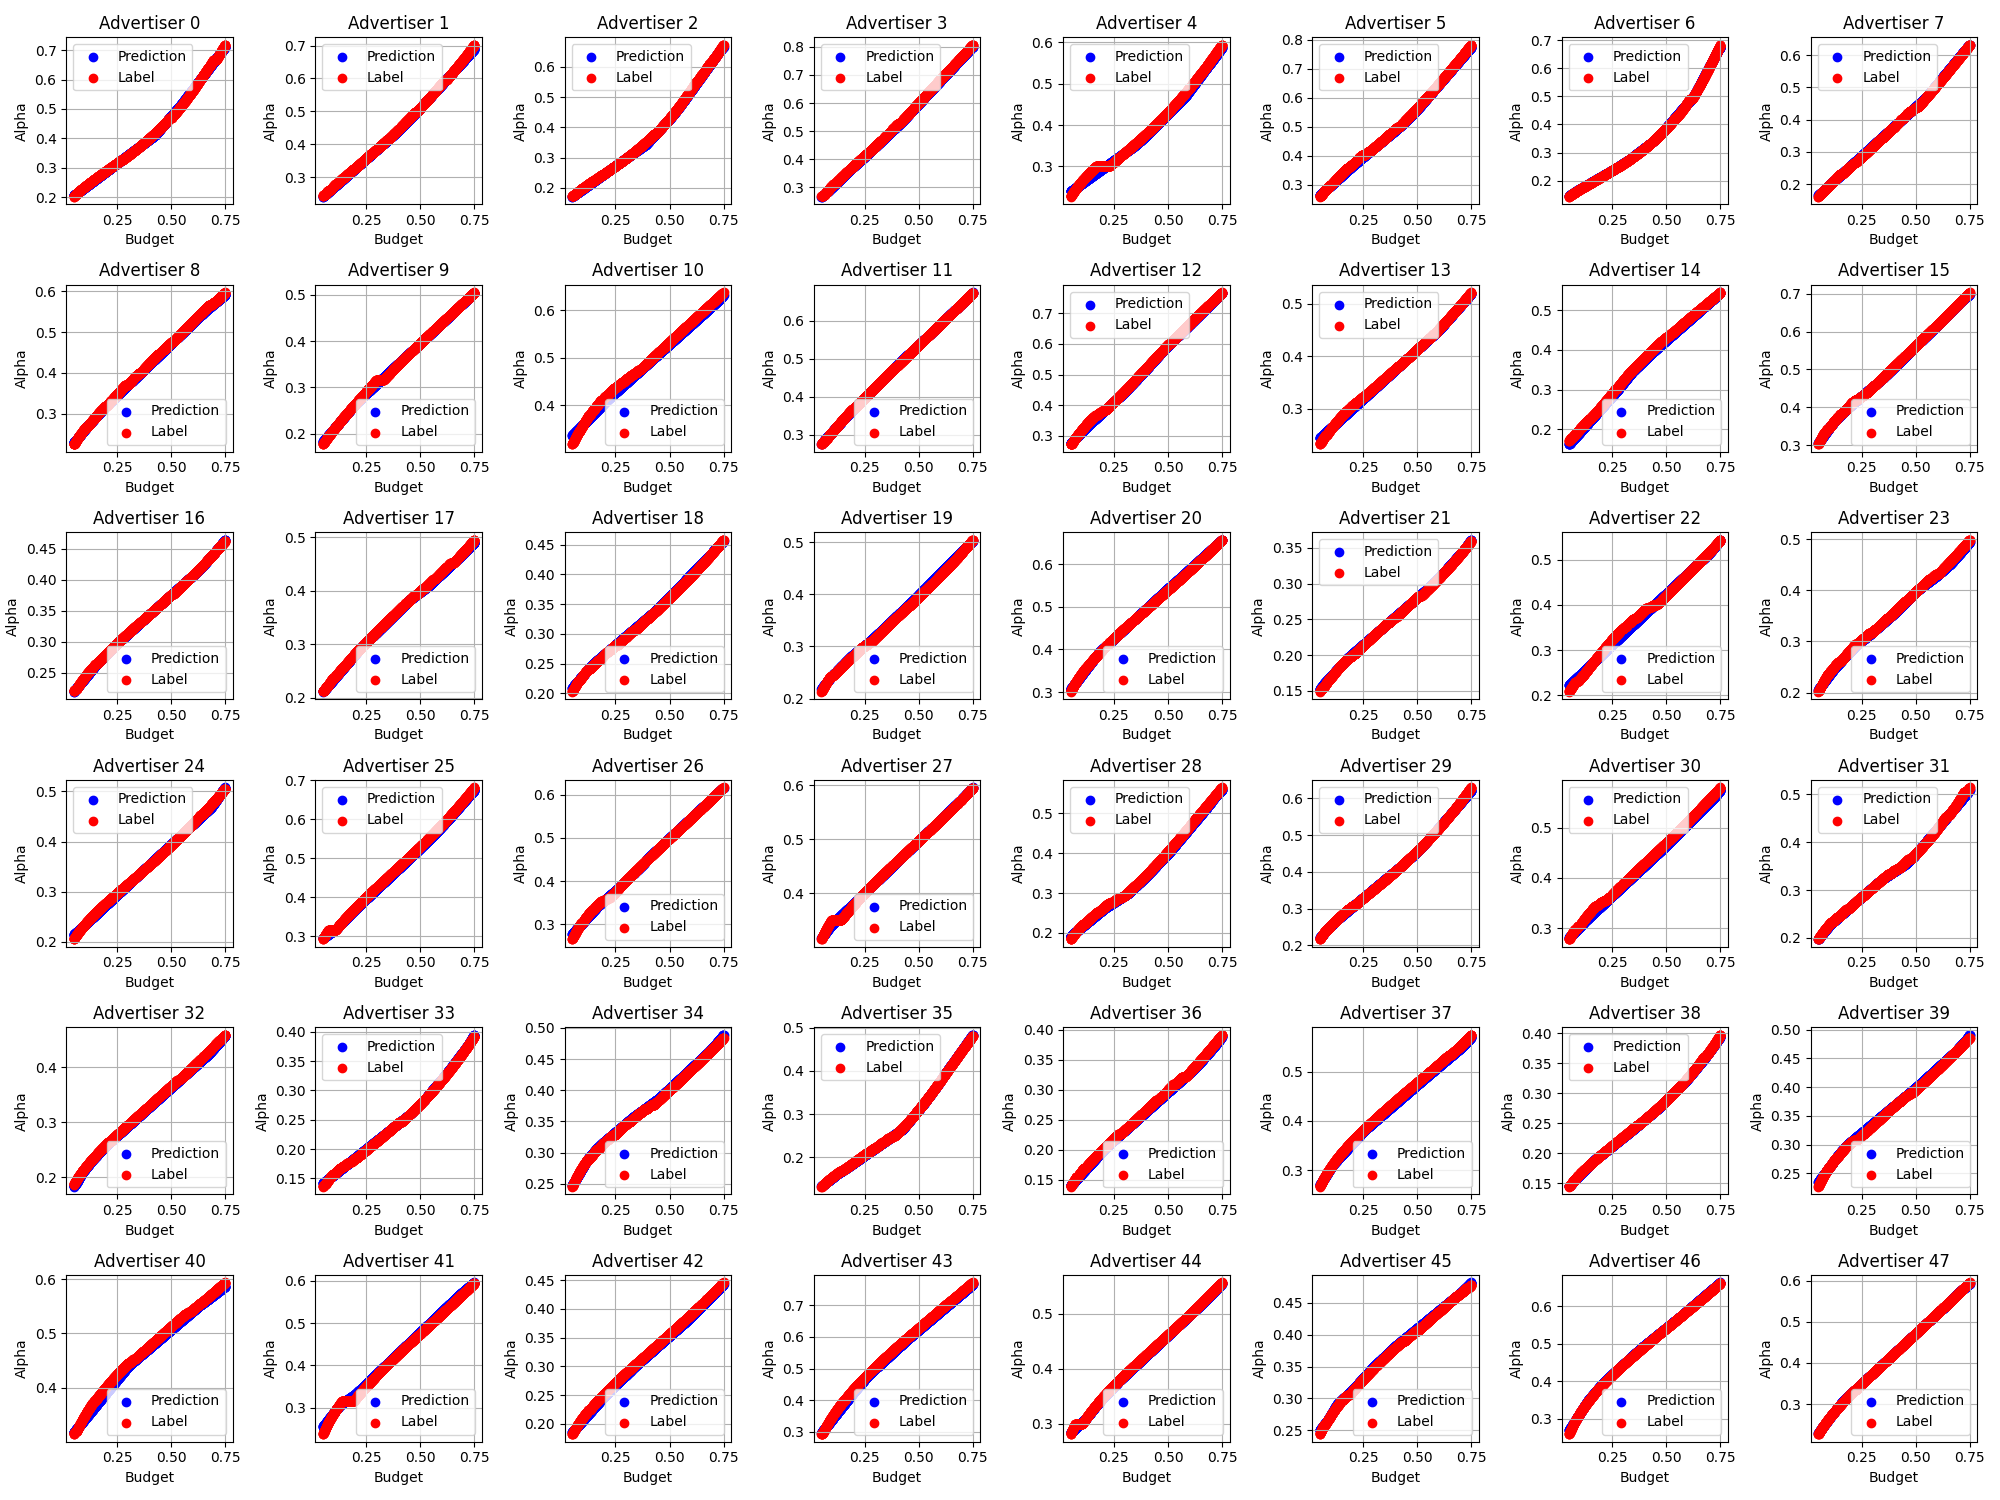 Advertiser 0 Advertiser 1 Advertiser 2 Advertiser 3 Advertiser 4 Advertiser 5 Advertiser 6 Advertiser 7
Prediction Prediction Prediction Prediction Prediction Prediction Prediction Prediction
Label Label Label Label Label Label Label Label
Alpha Alpha Alpha Alpha Alpha Alpha Alpha Alpha
0.7 0.6 0.5 0.4 0.3 0.2
0.7 0.6 0.5 0.4 0.3
0.6 0.5 0.4 0.3 0.2
0.8 0.7 0.6 0.5 0.4 0.3
0.6 0.5 0.4 0.3
0.8 0.7 0.6 0.5 0.4 0.3
0.7 0.6 0.5 0.4 0.3 0.2
0.6 0.5 0.4 0.3 0.2
0.25 0.50 0.75 0.25 0.50 0.75 0.25 0.50 0.75 0.25 0.50 0.75 0.25 0.50 0.75 0.25 0.50 0.75 0.25 0.50 0.75 0.25 0.50 0.75
Budget Budget Budget Budget Budget Budget Budget Budget
Advertiser 8 Advertiser 9 Advertiser 10 Advertiser 11 Advertiser 12 Advertiser 13 Advertiser 14 Advertiser 15
Prediction Prediction Prediction Prediction Prediction Prediction Prediction Prediction
Label Label Label Label Label Label Label Label
Alpha Alpha Alpha Alpha Alpha Alpha Alpha Alpha
0.6 0.5 0.4 0.3
0.5 0.4 0.3 0.2
0.6 0.5 0.4
0.6 0.5 0.4 0.3
0.7 0.6 0.5 0.4 0.3
0.5 0.4 0.3
0.5 0.4 0.3 0.2
0.7 0.6 0.5 0.4 0.3
0.25 0.50 0.75 0.25 0.50 0.75 0.25 0.50 0.75 0.25 0.50 0.75 0.25 0.50 0.75 0.25 0.50 0.75 0.25 0.50 0.75 0.25 0.50 0.75
Budget Budget Budget Budget Budget Budget Budget Budget
Advertiser 16 Advertiser 17 Advertiser 18 Advertiser 19 Advertiser 20 Advertiser 21 Advertiser 22 Advertiser 23
Prediction Prediction Prediction Prediction Prediction Prediction Prediction Prediction
Label Label Label Label Label Label Label Label
Alpha Alpha Alpha Alpha Alpha Alpha Alpha Alpha
0.45 0.40 0.35 0.30 0.25
0.5 0.4 0.3 0.2
0.45 0.40 0.35 0.30 0.25 0.20
0.5 0.4 0.3 0.2
0.6 0.5 0.4 0.3
0.35 0.30 0.25 0.20 0.15
0.5 0.4 0.3 0.2
0.5 0.4 0.3 0.2
0.25 0.50 0.75 0.25 0.50 0.75 0.25 0.50 0.75 0.25 0.50 0.75 0.25 0.50 0.75 0.25 0.50 0.75 0.25 0.50 0.75 0.25 0.50 0.75
Budget Budget Budget Budget Budget Budget Budget Budget
Advertiser 24 Advertiser 25 Advertiser 26 Advertiser 27 Advertiser 28 Advertiser 29 Advertiser 30 Advertiser 31
Prediction Prediction Prediction Prediction Prediction Prediction Prediction Prediction
Label Label Label Label Label Label Label Label
Alpha Alpha Alpha Alpha Alpha Alpha Alpha Alpha
0.5 0.4 0.3 0.2
0.7 0.6 0.5 0.4 0.3
0.6 0.5 0.4 0.3
0.6 0.5 0.4
0.5 0.4 0.3 0.2
0.6 0.5 0.4 0.3 0.2
0.5 0.4 0.3
0.5 0.4 0.3 0.2
0.25 0.50 0.75 0.25 0.50 0.75 0.25 0.50 0.75 0.25 0.50 0.75 0.25 0.50 0.75 0.25 0.50 0.75 0.25 0.50 0.75 0.25 0.50 0.75
Budget Budget Budget Budget Budget Budget Budget Budget
Advertiser 32 Advertiser 33 Advertiser 34 Advertiser 35 Advertiser 36 Advertiser 37 Advertiser 38 Advertiser 39
Prediction Prediction Prediction Prediction Prediction Prediction Prediction Prediction
Label Label Label Label Label Label Label Label
Alpha Alpha Alpha Alpha Alpha Alpha Alpha Alpha
0.4 0.3 0.2
0.40 0.35 0.30 0.25 0.20 0.15
0.50 0.45 0.40 0.35 0.30 0.25
0.5 0.4 0.3 0.2
0.40 0.35 0.30 0.25 0.20 0.15
0.5 0.4 0.3
0.40 0.35 0.30 0.25 0.20 0.15
0.50 0.45 0.40 0.35 0.30 0.25
0.25 0.50 0.75 0.25 0.50 0.75 0.25 0.50 0.75 0.25 0.50 0.75 0.25 0.50 0.75 0.25 0.50 0.75 0.25 0.50 0.75 0.25 0.50 0.75
Budget Budget Budget Budget Budget Budget Budget Budget
Advertiser 40 Advertiser 41 Advertiser 42 Advertiser 43 Advertiser 44 Advertiser 45 Advertiser 46 Advertiser 47
Prediction Prediction Prediction Prediction Prediction Prediction Prediction Prediction
Label Label Label Label Label Label Label Label
Alpha Alpha Alpha Alpha Alpha Alpha Alpha Alpha
0.6 0.5 0.4
0.6 0.5 0.4 0.3
0.45 0.40 0.35 0.30 0.25 0.20
0.7 0.6 0.5 0.4 0.3
0.5 0.4 0.3
0.45 0.40 0.35 0.30 0.25
0.6 0.5 0.4 0.3
0.6 0.5 0.4 0.3
0.25 0.50 0.75 0.25 0.50 0.75 0.25 0.50 0.75 0.25 0.50 0.75 0.25 0.50 0.75 0.25 0.50 0.75 0.25 0.50 0.75 0.25 0.50 0.75
Budget Budget Budget Budget Budget Budget Budget Budget